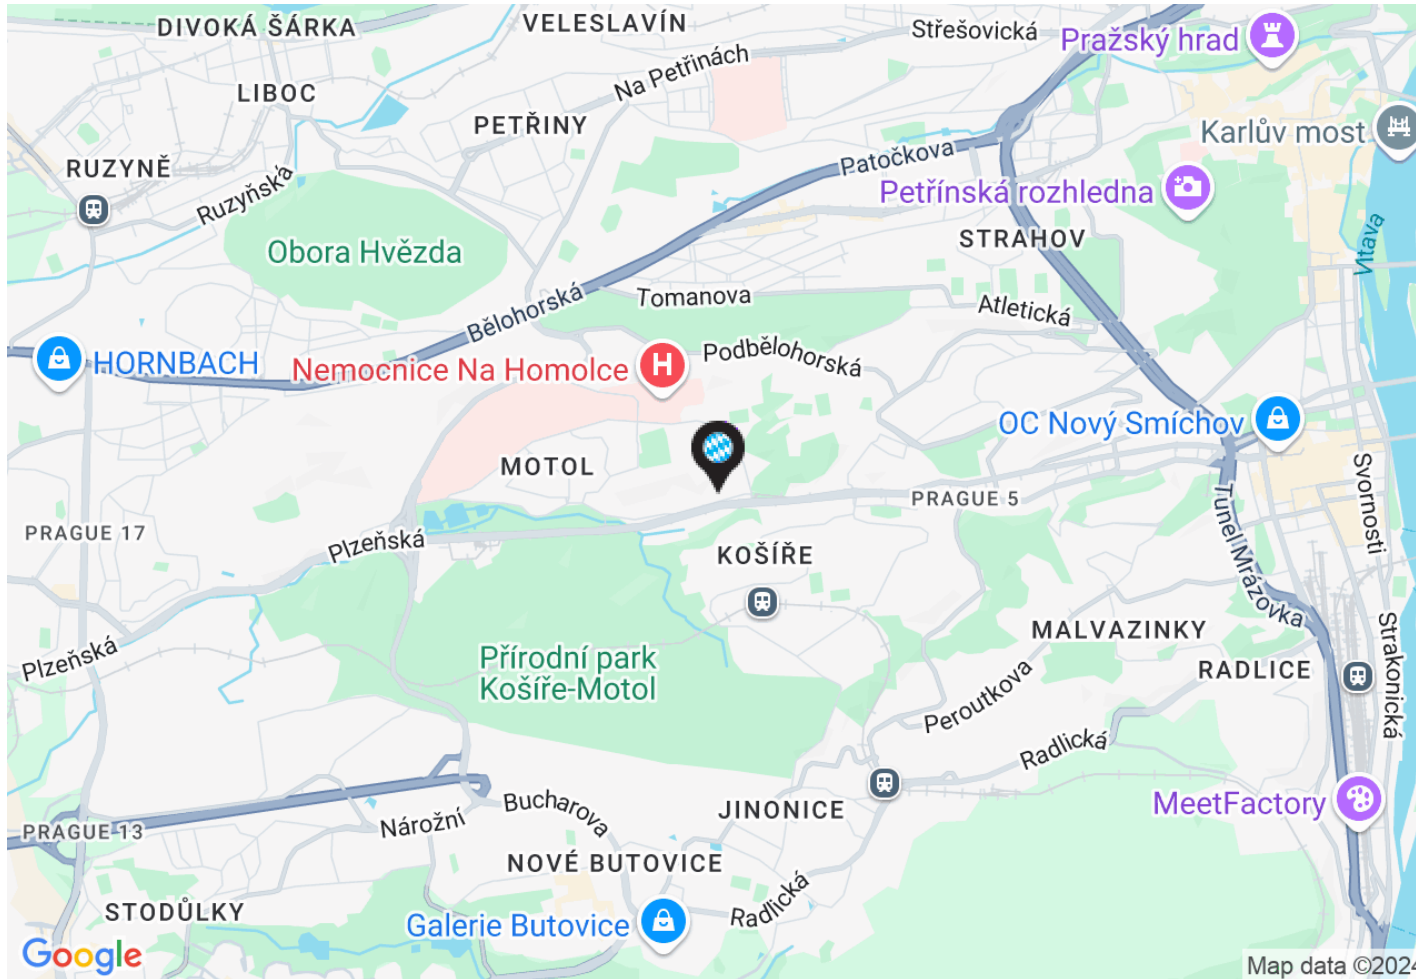 DIVOKÁ ŠÁRKA
VELESLAVÍN
Střešovická
Pražský hrad
Na Petřinách
LIBOC
PETŘINY
Karlův most
Patočkova
RUZYNĚ
Ruzyňská
Petřínská rozhledna
Obora Hvězda
STRAHOV
Vltava
Tomanova
Atletická
Bělohorská
HORNBACH
Nemocnice Na Homolce
H
Podbělohorská
OC Nový Smíchov
MOTOL
PRAGUE 5
Svornosti
PRAGUE 17
Plzeňská
KOŠÍŘE
Tunel Mrázovka
MALVAZINKY
Strakonická
Plzeňská
Přírodní park
Košíře-Motol
RADLICE
Peroutkova
Radlická
MeetFactory
Bucharova
JINONICE
PRAGUE 13
Nárožní
NOVÉ BUTOVICE
STODŮLKY
Galerie Butovice
Radlická
Google
Map data ©2024